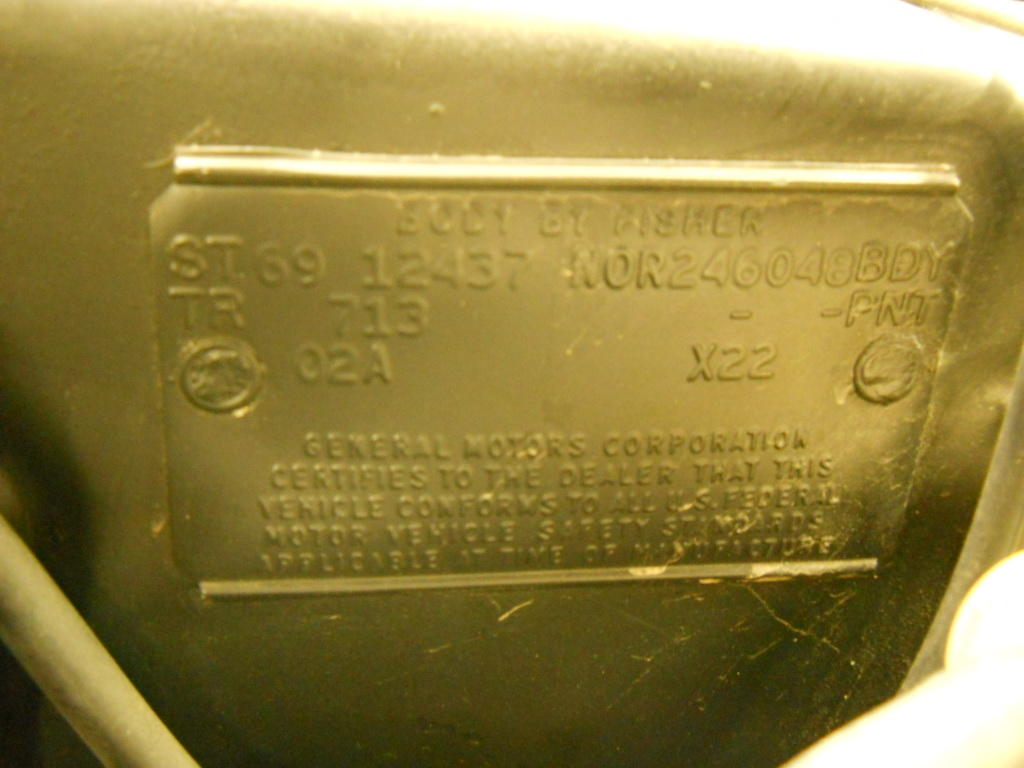 BODY BY FISHER
ST 69 12437 NOR246048 BDY
TR 713 - - PNT
02A X22
GENERAL MOTORS CORPORATION
CERTIFIES TO THE DEALER THAT THIS
VEHICLE CONFORMS TO ALL U.S. FEDERAL
MOTOR VEHICLE SAFETY STANDARDS
APPLICABLE AT TIME OF MANUFACTURE